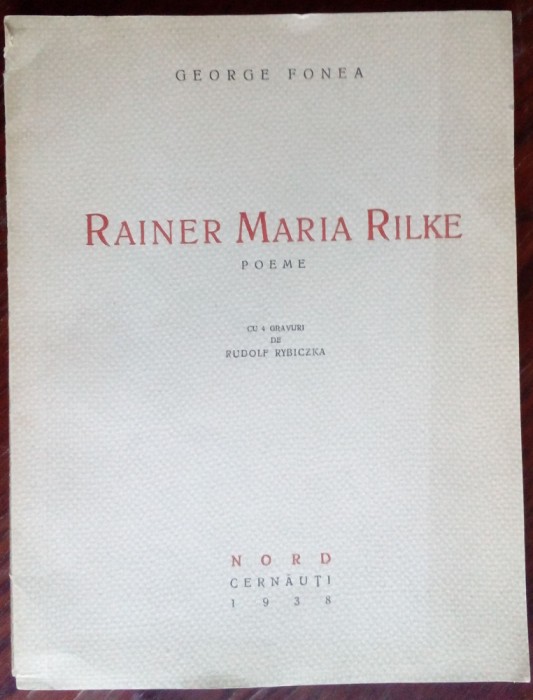 GEORGE FONEA
RAINER MARIA RILKE
POEME
CU 4 GRAVURI
DE
RUDOLF RYBICZKA
NORD
CERNĂUȚI
1938